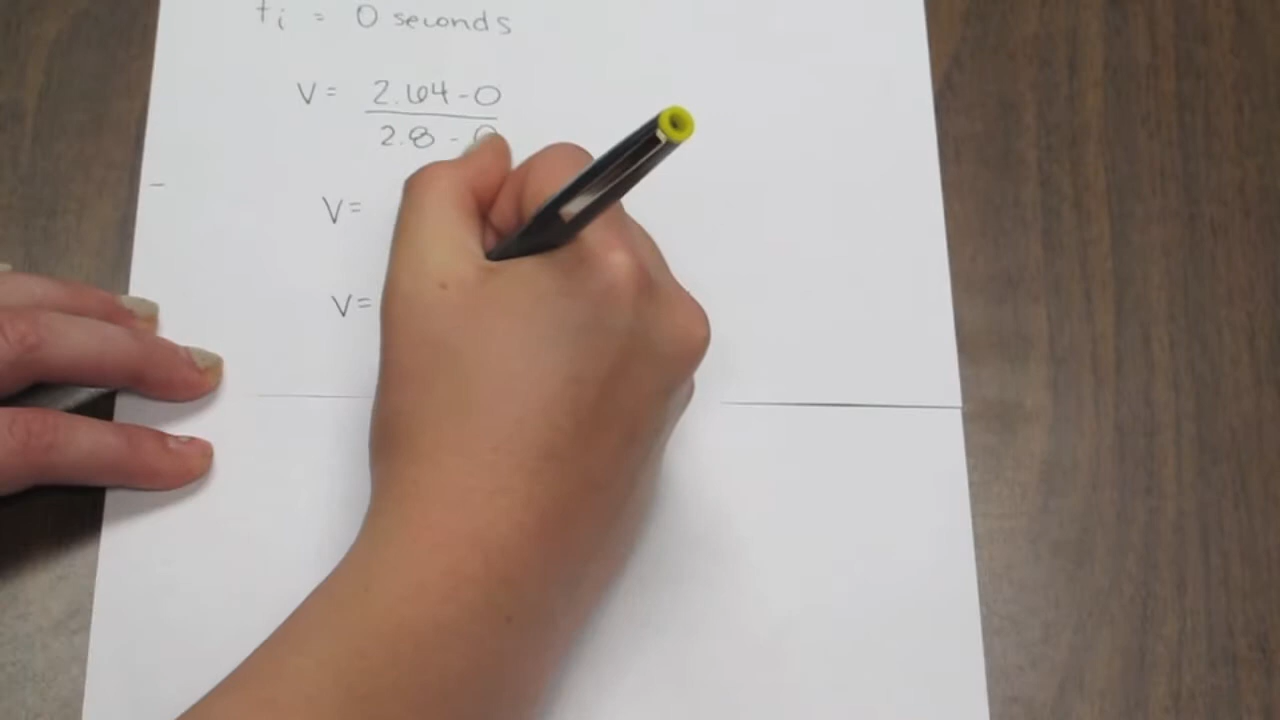 ti = 0 seconds
V = 2.64 - 0
2.8 - 0
V =
V =